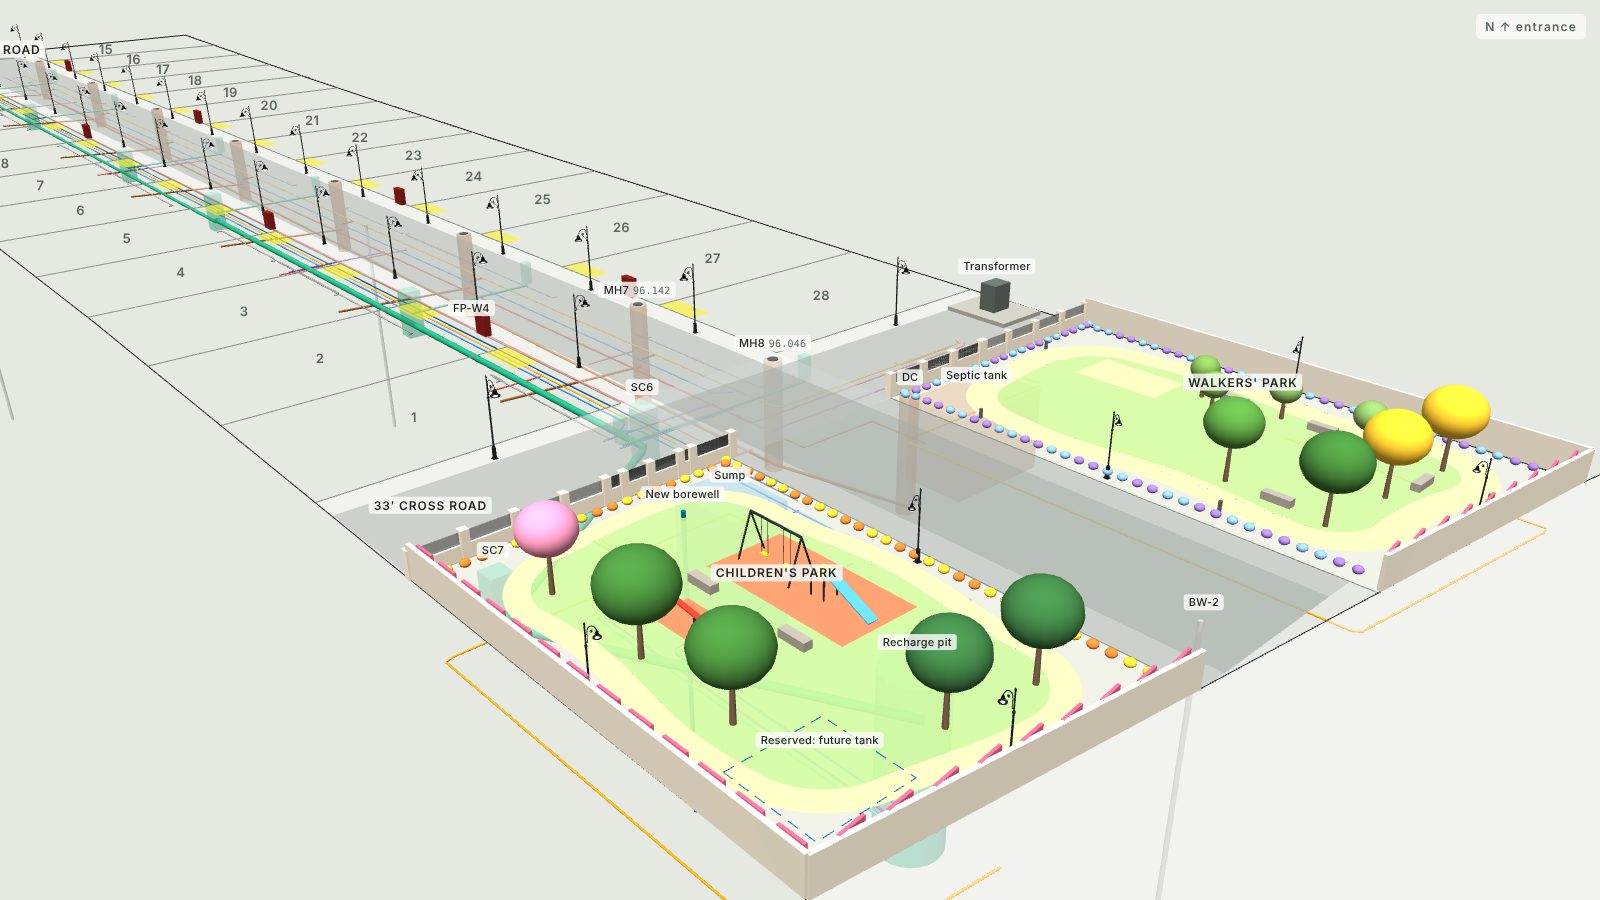 N ↑ entrance
ROAD
15
16
17
18
19
20
21
22
23
24
25
26
27
28
8
7
6
5
4
3
2
1
Transformer
MH7 96.142
FP-W4
MH8 96.046
SC6
DC
Septic tank
WALKERS' PARK
Sump
New borewell
33' CROSS ROAD
SC7
CHILDREN'S PARK
BW-2
Recharge pit
Reserved: future tank